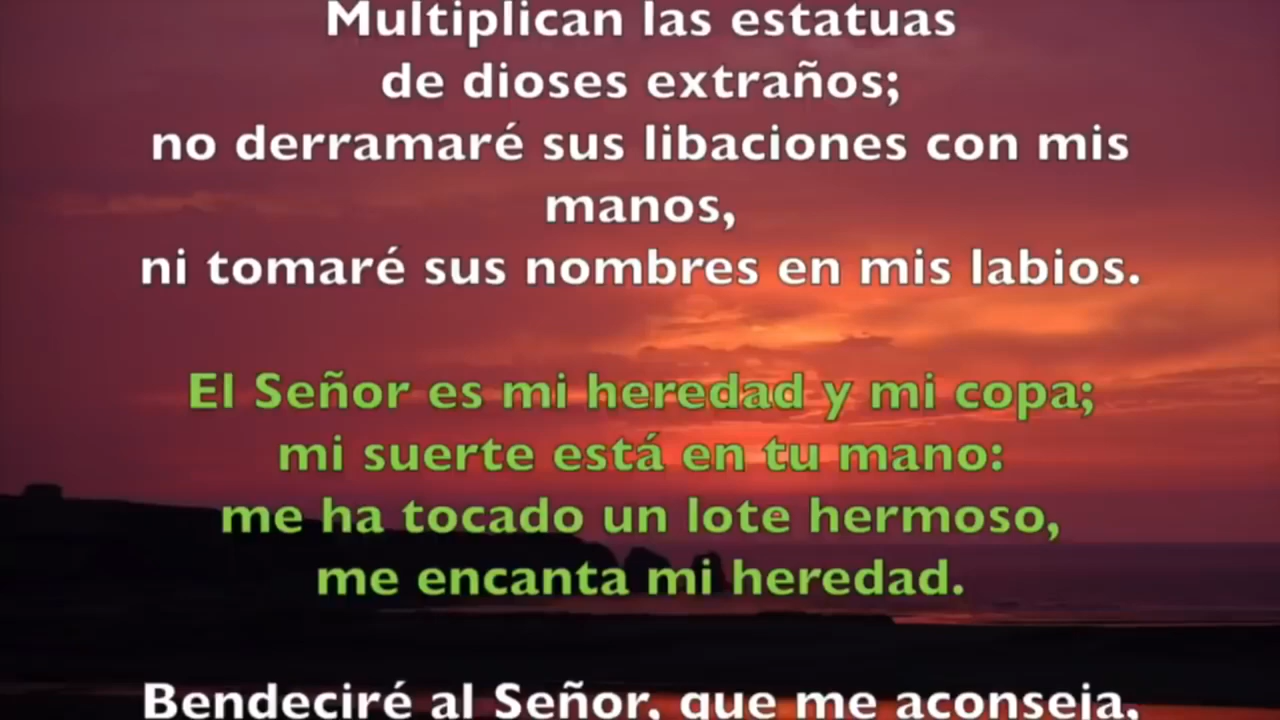 Multiplican las estatuas
de dioses extraños;
no derramaré sus libaciones con mis
manos,
ni tomaré sus nombres en mis labios.
El Señor es mi heredad y mi copa;
mi suerte está en tu mano:
me ha tocado un lote hermoso,
me encanta mi heredad.
Bendeciré al Señor, que me aconseja,